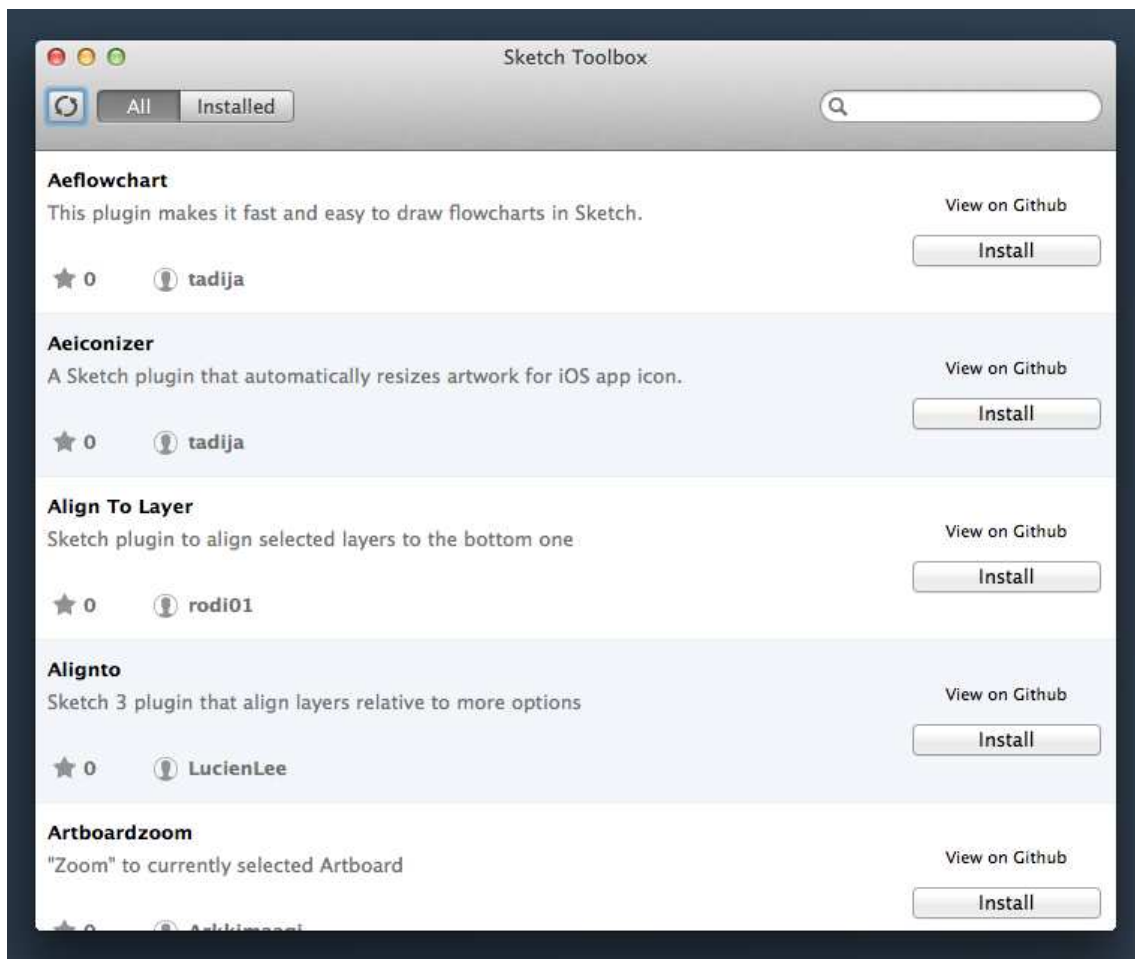 Sketch Toolbox
All
Installed
Aeflowchart
This plugin makes it fast and easy to draw flowcharts in Sketch.
View on Github
Install
0
tadija
Aeiconizer
A Sketch plugin that automatically resizes artwork for iOS app icon.
View on Github
Install
0
tadija
Align To Layer
Sketch plugin to align selected layers to the bottom one
View on Github
Install
0
rodi01
Alignto
Sketch 3 plugin that align layers relative to more options
View on Github
Install
0
LucienLee
Artboardzoom
"Zoom" to currently selected Artboard
View on Github
Install
0